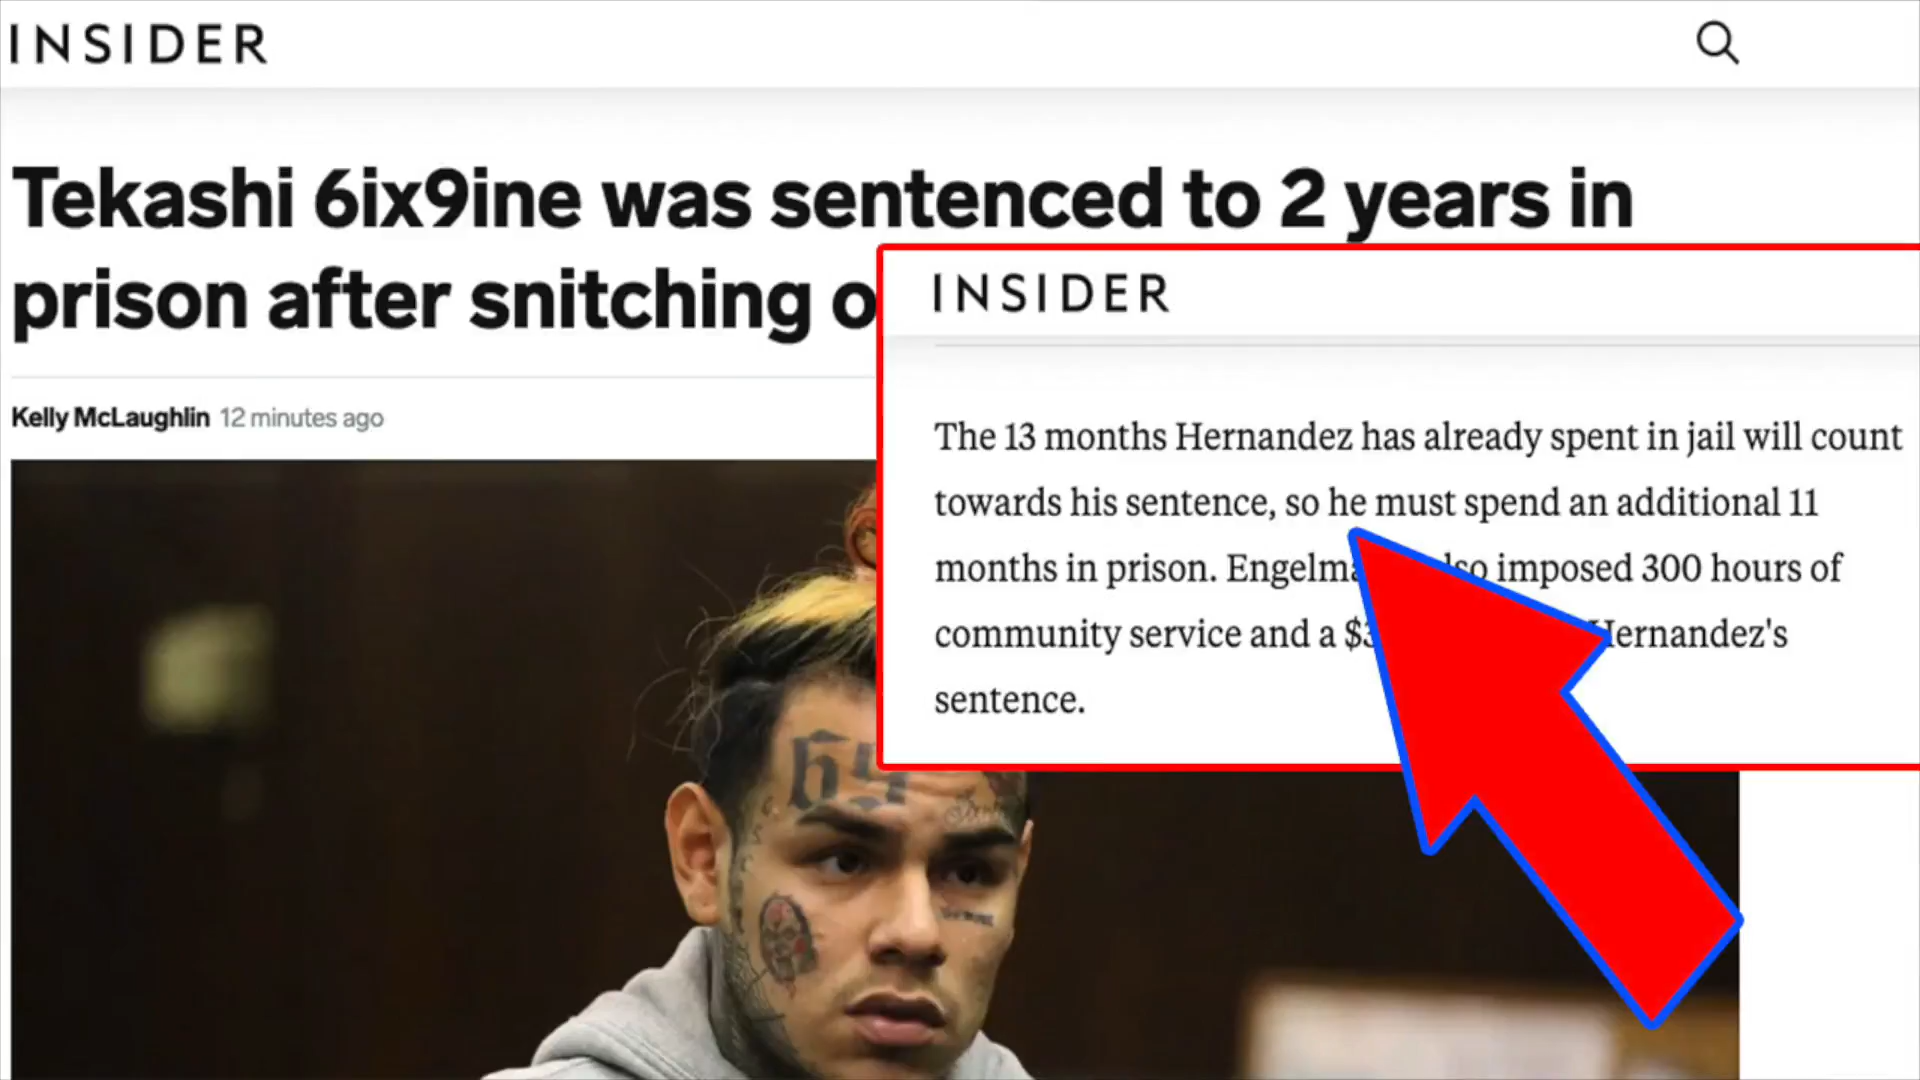 INSIDER
Tekashi 6ix9ine was sentenced to 2 years in
prison after snitching o
Kelly McLaughlin 12 minutes ago
INSIDER
The 13 months Hernandez has already spent in jail will count
towards his sentence, so he must spend an additional 11
months in prison. imposed 300 hours of
community service and a Hernandez's
sentence.
69